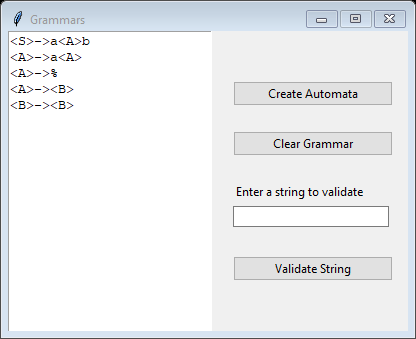 Grammars
<S>->a<A>b
<A>->a<A>
<A>->%
<A>-><B>
<B>-><B>
Create Automata
Clear Grammar
Enter a string to validate
Validate String